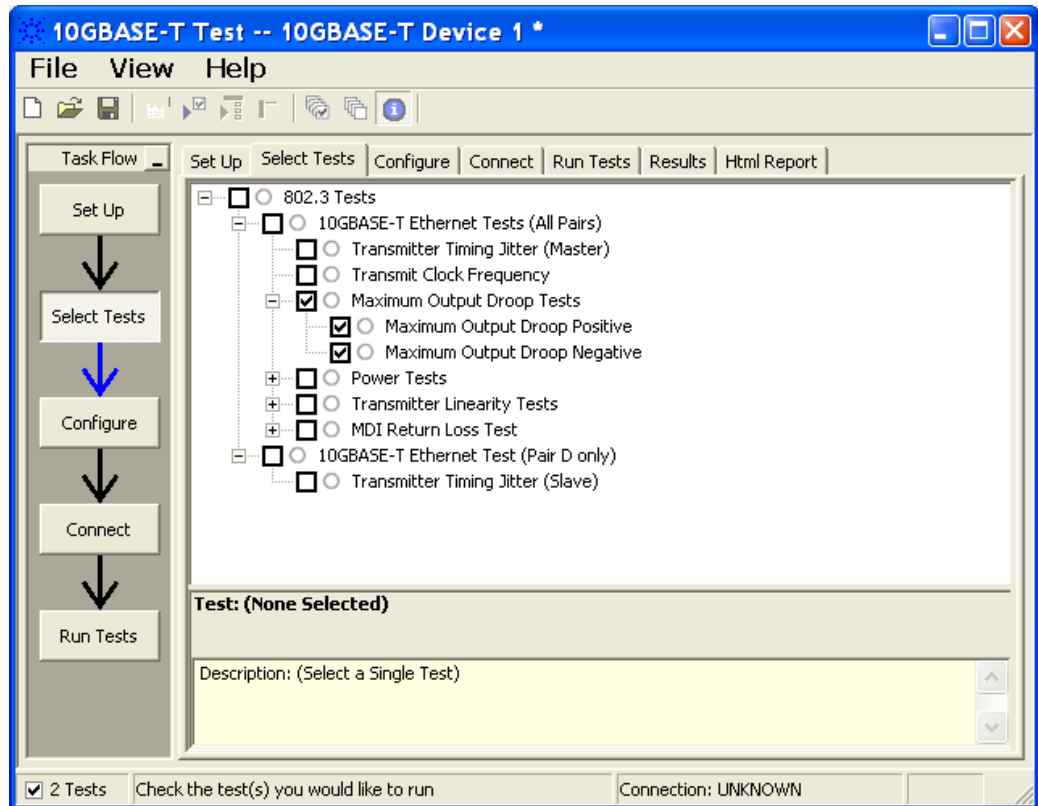 10GBASE-T Test -- 10GBASE-T Device 1 *
File View Help
Task Flow
Set Up
Select Tests
Configure
Connect
Run Tests
Set Up Select Tests Configure Connect Run Tests Results Html Report
802.3 Tests
10GBASE-T Ethernet Tests (All Pairs)
Transmitter Timing Jitter (Master)
Transmit Clock Frequency
Maximum Output Droop Tests
Maximum Output Droop Positive
Maximum Output Droop Negative
Power Tests
Transmitter Linearity Tests
MDI Return Loss Test
10GBASE-T Ethernet Test (Pair D only)
Transmitter Timing Jitter (Slave)
Test: (None Selected)
Description: (Select a Single Test)
2 Tests Check the test(s) you would like to run Connection: UNKNOWN